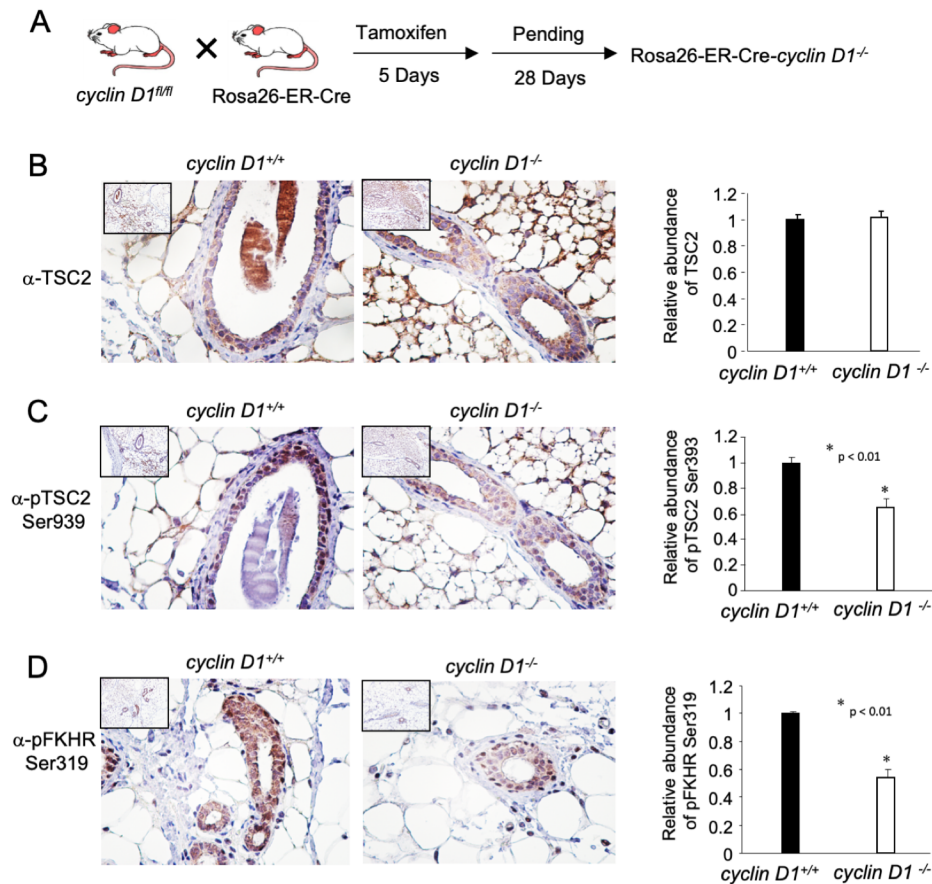 A
Tamoxifen
5 Days
Pending
28 Days
Rosa26-ER-Cre-cyclin D1-/-
cyclin D1fl/fl
Rosa26-ER-Cre
B
cyclin D1+/+
cyclin D1-/-
α-TSC2
Relative abundance
of TSC2
1.2
1
0.8
0.6
0.4
0.2
0
cyclin D1+/+
cyclin D1 -/-
C
cyclin D1+/+
cyclin D1-/-
α-pTSC2
Ser939
Relative abundance
of pTSC2 Ser393
1.2
1
0.8
0.6
0.4
0.2
0
* p < 0.01
*
cyclin D1+/+
cyclin D1 -/-
D
cyclin D1+/+
cyclin D1-/-
α-pFKHR
Ser319
Relative abundance
of pFKHR Ser319
1.2
1
0.8
0.6
0.4
0.2
0
* p < 0.01
*
cyclin D1+/+
cyclin D1 -/-